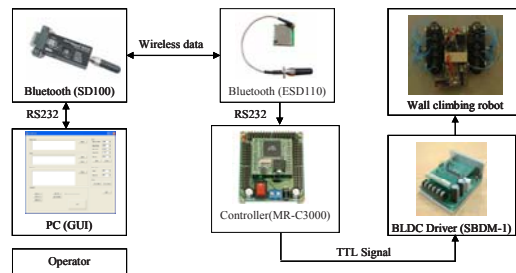 Wireless data
Bluetooth (SD100)
Bluetooth (ESD110)
Wall climbing robot
RS232
RS232
PC (GUI)
Controller(MR-C3000)
BLDC Driver (SBDM-1)
TTL Signal
Operator